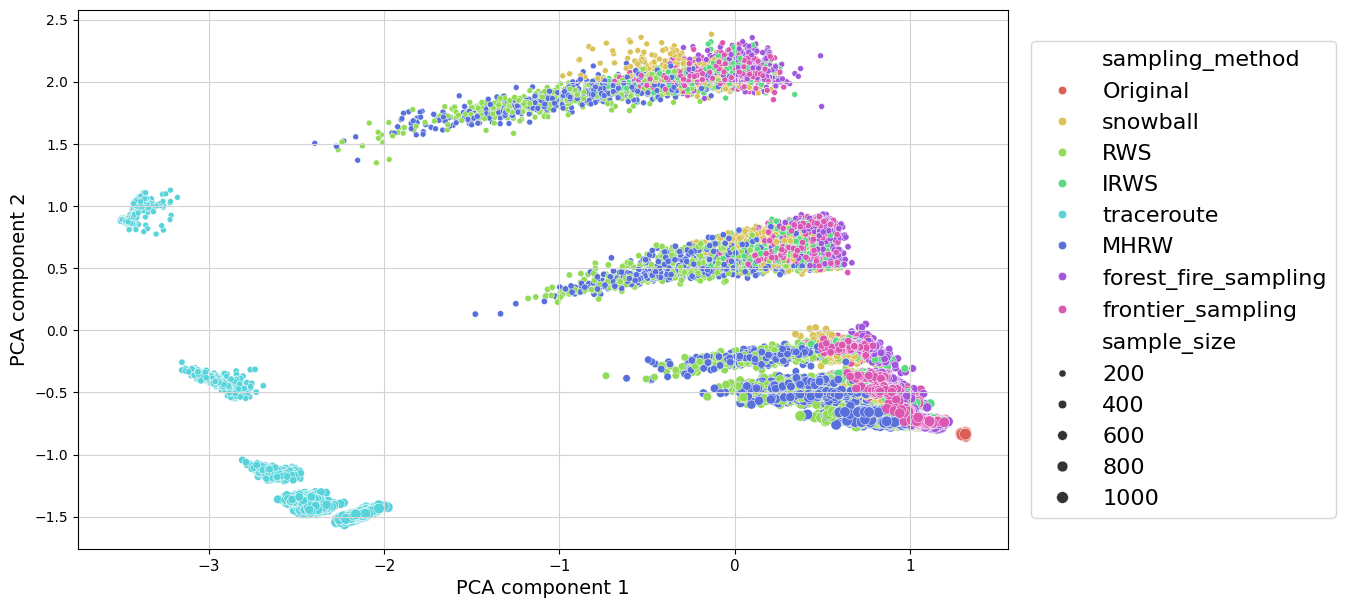 2.5
2.0
1.5
1.0
0.5
0.0
−0.5
−1.0
−1.5
PCA component 2
−3
−2
−1
0
1
PCA component 1
sampling_method
Original
snowball
RWS
IRWS
traceroute
MHRW
forest_fire_sampling
frontier_sampling
sample_size
200
400
600
800
1000